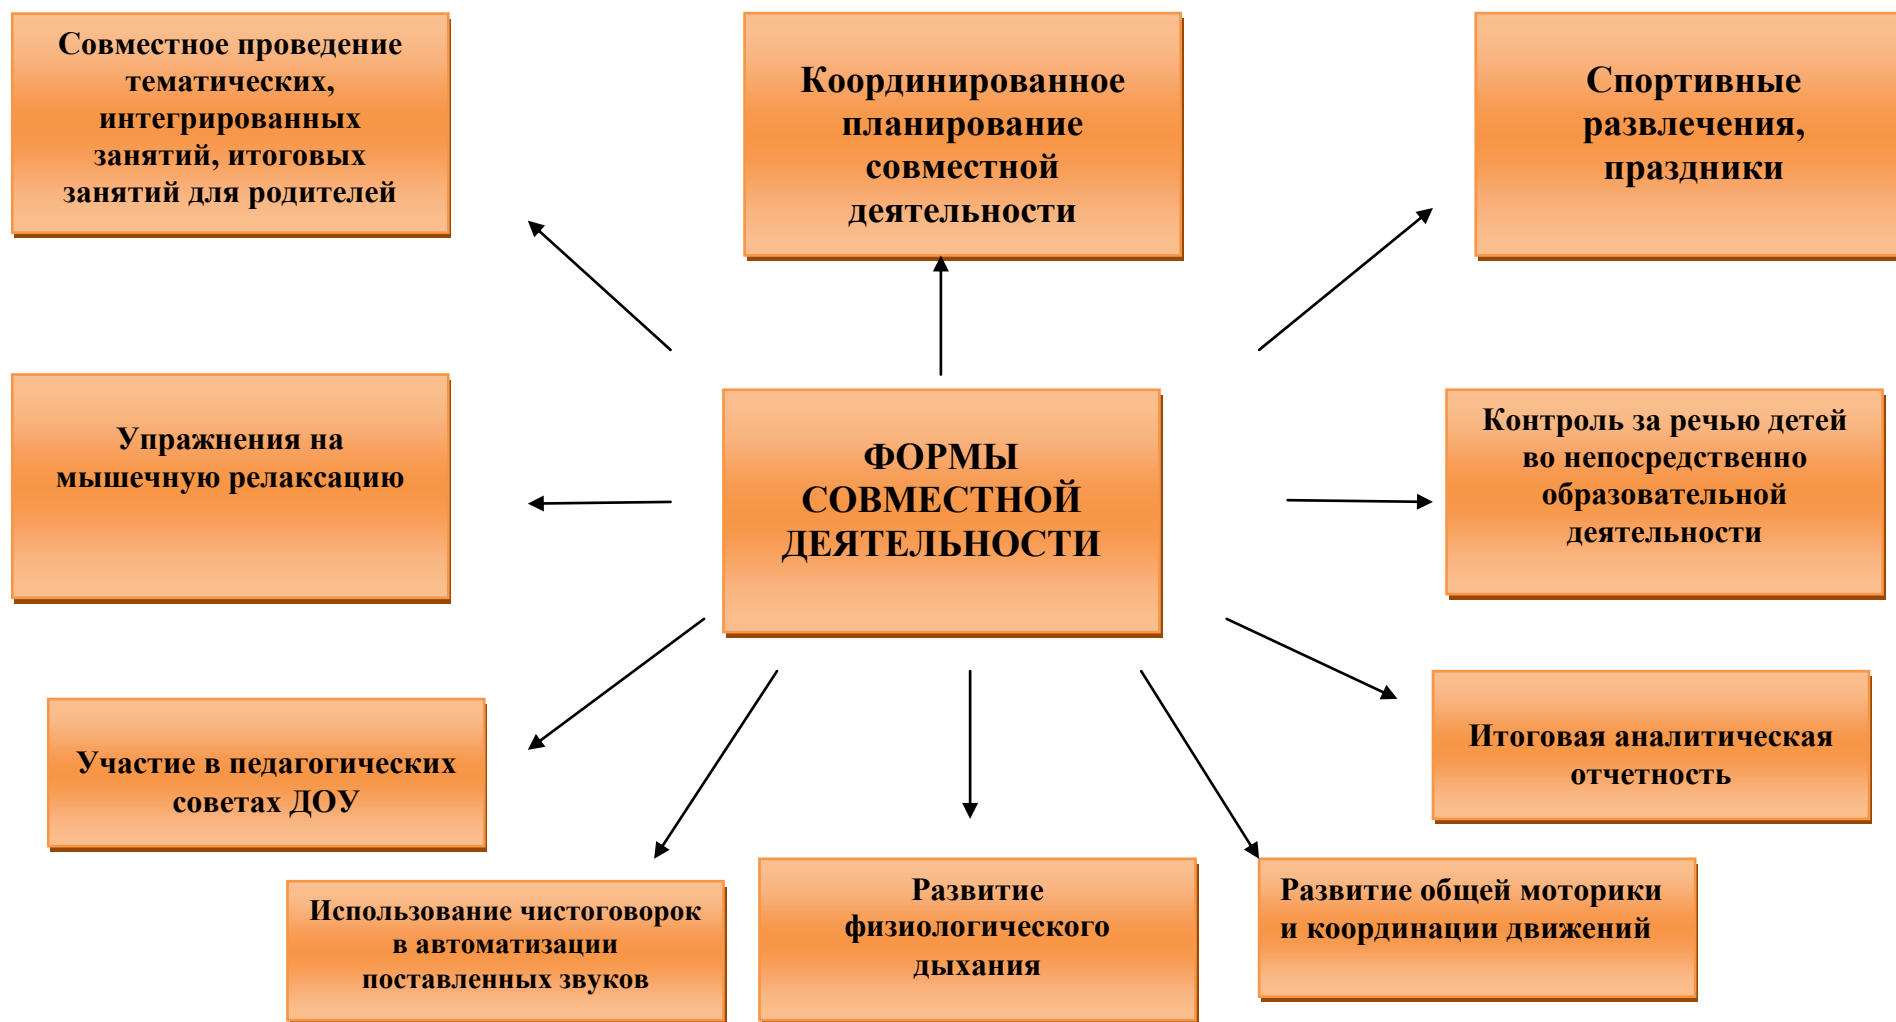 Совместное проведение
тематических,
интегрированных
занятий, итоговых
занятий для родителей
Координированное
планирование
совместной
деятельности
Спортивные
развлечения,
праздники
Упражнения на
мышечную релаксацию
ФОРМЫ
СОВМЕСТНОЙ
ДЕЯТЕЛЬНОСТИ
Контроль за речью детей
во непосредственно
образовательной
деятельности
Участие в педагогических
советах ДОУ
Итоговая аналитическая
отчетность
Использование чистоговорок
в автоматизации
поставленных звуков
Развитие
физиологического
дыхания
Развитие общей моторики
и координации движений